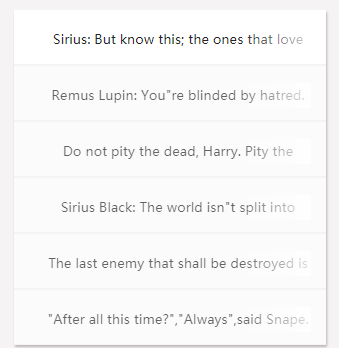 Sirius: But know this; the ones that love
Remus Lupin: You"re blinded by hatred.
Do not pity the dead, Harry. Pity the
Sirius Black: The world isn"t split into
The last enemy that shall be destroyed is
"After all this time?","Always",said Snape.